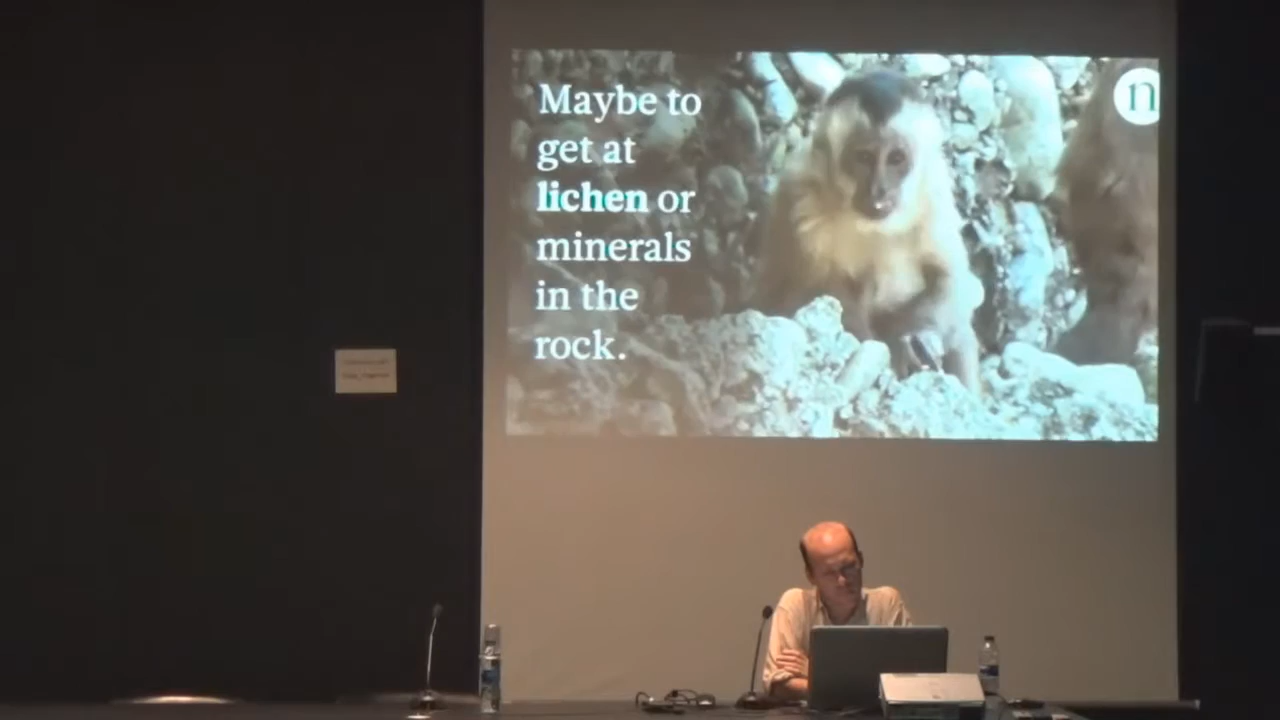 Maybe to
get at
lichen or
minerals
in the
rock.
n